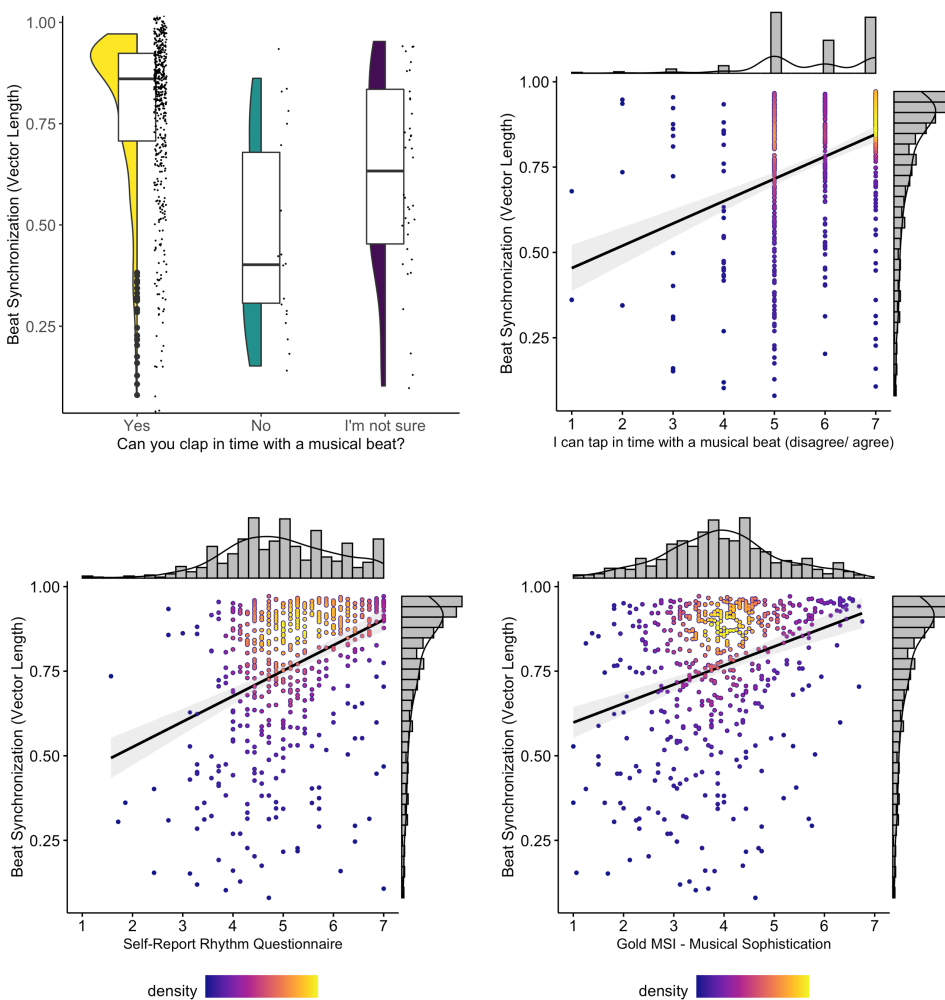 1.00
0.75
0.50
0.25
Beat Synchronization (Vector Length)
Yes No I'm not sure
Can you clap in time with a musical beat?
1.00
0.75
0.50
0.25
Beat Synchronization (Vector Length)
1 2 3 4 5 6 7
I can tap in time with a musical beat (disagree/ agree)
1.00
0.75
0.50
0.25
Beat Synchronization (Vector Length)
1 2 3 4 5 6 7
Self-Report Rhythm Questionnaire
density
1.00
0.75
0.50
0.25
Beat Synchronization (Vector Length)
1 2 3 4 5 6 7
Gold MSI - Musical Sophistication
density